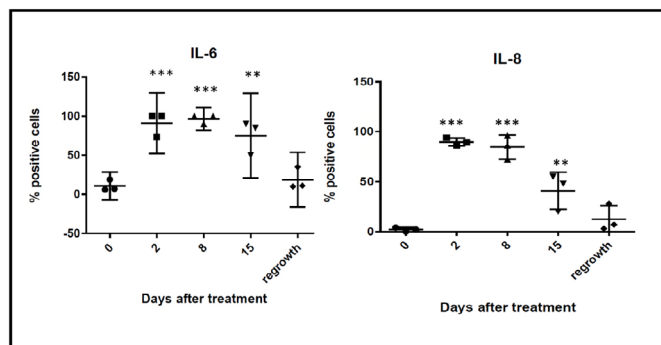 IL-6
% positive cells
150
100
50
0
-50
***
***
**
0
2
8
15
regrowth
Days after treatment
IL-8
% positive cells
150
100
50
0
***
***
**
0
2
8
15
regrowth
Days after treatment